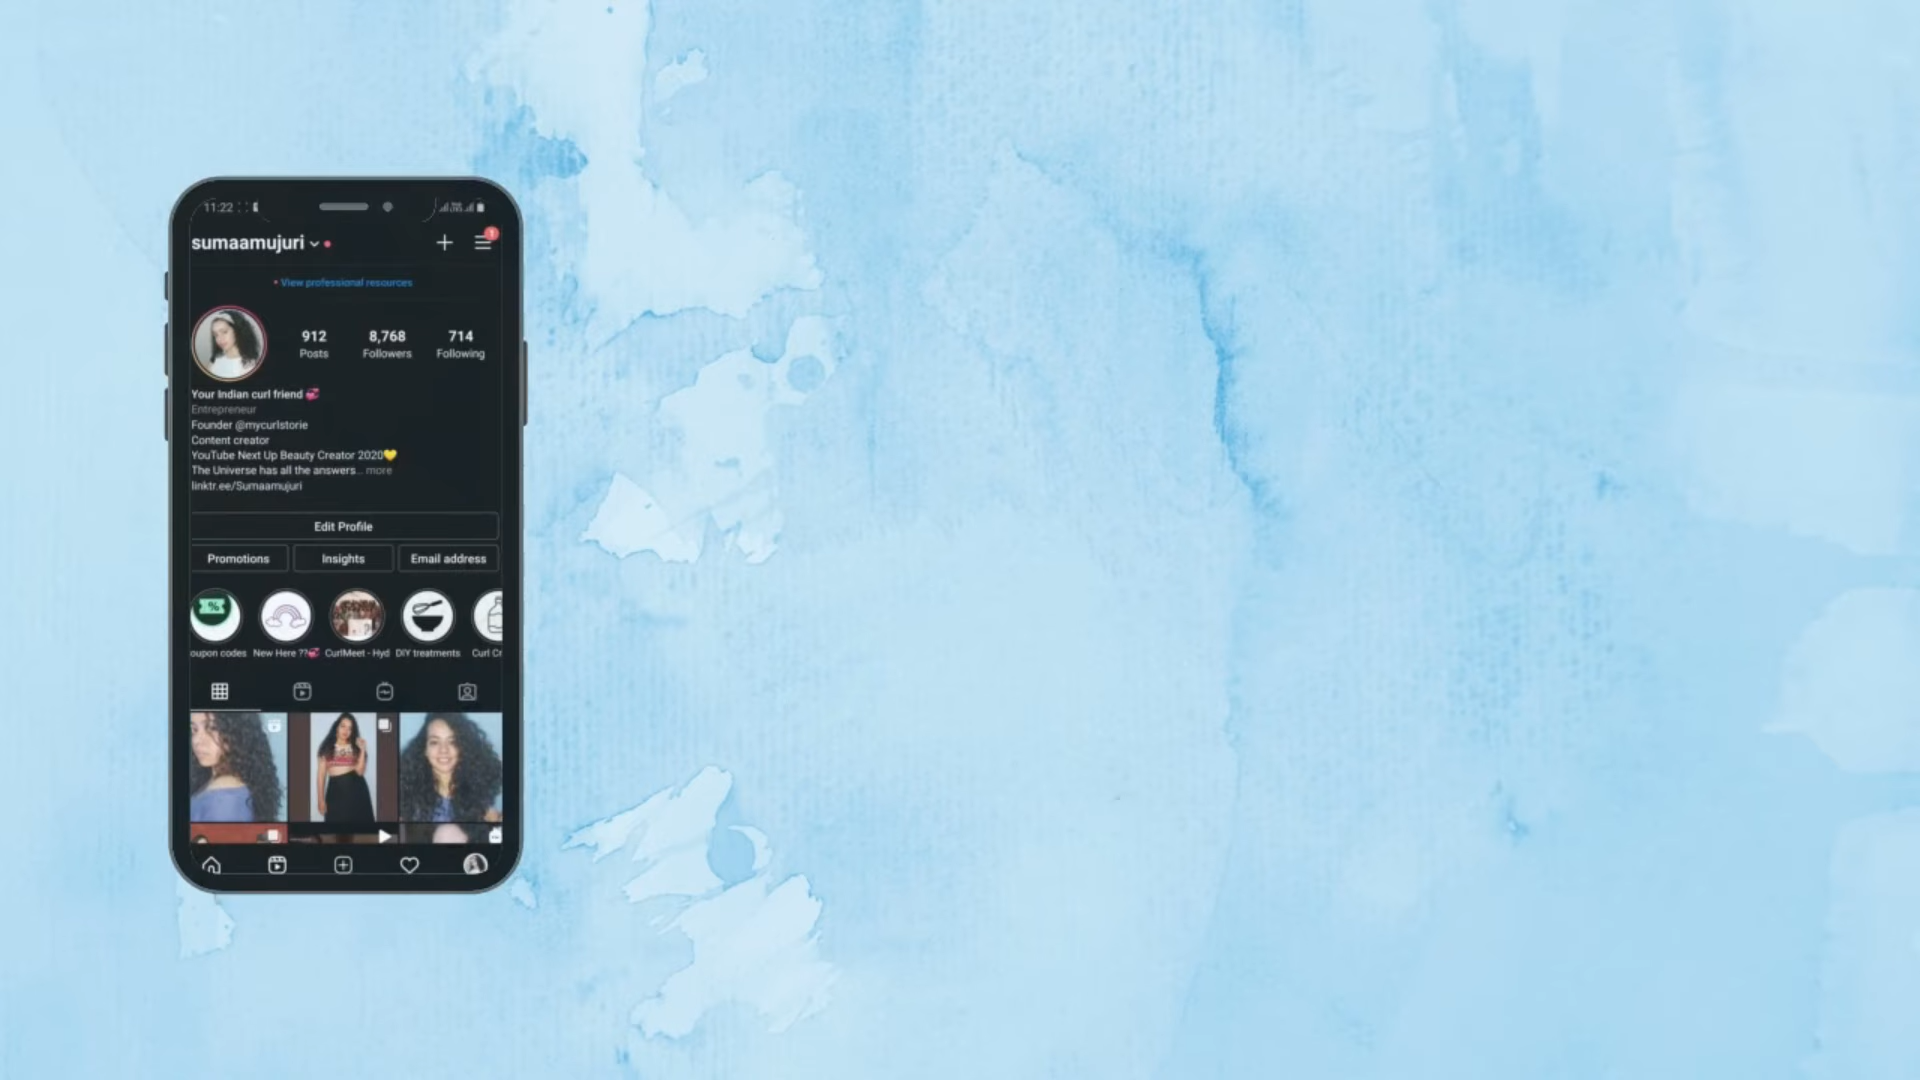 11:22
sumaamujuri
1
View professional resources
912 8,768 714
Posts Followers Following
Your Indian curl friend 💞
Entrepreneur
Founder @mycurlstorie
Content creator
YouTube Next Up Beauty Creator 2020💛
The Universe has all the answers... more
linktr.ee/Sumaamujuri
Edit Profile
Promotions Insights Email address
%
oupon codes New Here ??💞 CurlMeet - Hyd DIY treatments Curl Cr